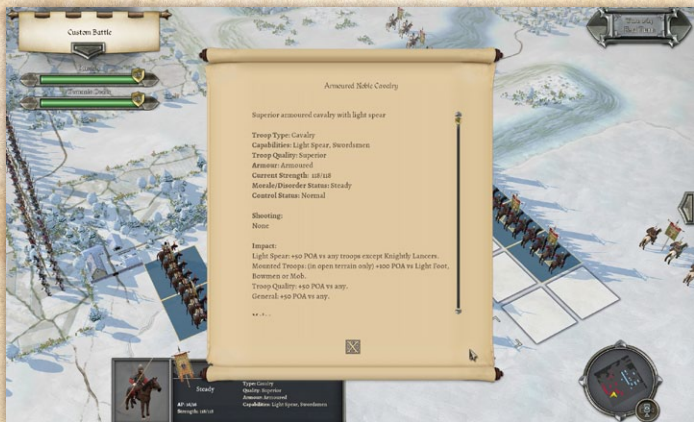 Custom Battle
Armoured Noble Cavalry
Superior armoured cavalry with light spear
Troop Type: Cavalry
Capabilities: Light Spear, Swordsmen
Troop Quality: Superior
Armour: Armoured
Current Strength: 118/118
Morale/Disorder Status: Steady
Control Status: Normal
Shooting:
None
Impact:
Light Spear: +50 POA vs any troops except Knightly Lancers.
Mounted Troops: (in open terrain only) +100 POA vs Light Foot,
Bowmen or Mob.
Troop Quality: +50 POA vs any.
General: +50 POA vs any.
X
Steady
Type: Cavalry
Quality: Superior
Armour: Armoured
Capabilities: Light Spear, Swordsmen
AP:
Strength: 118/118